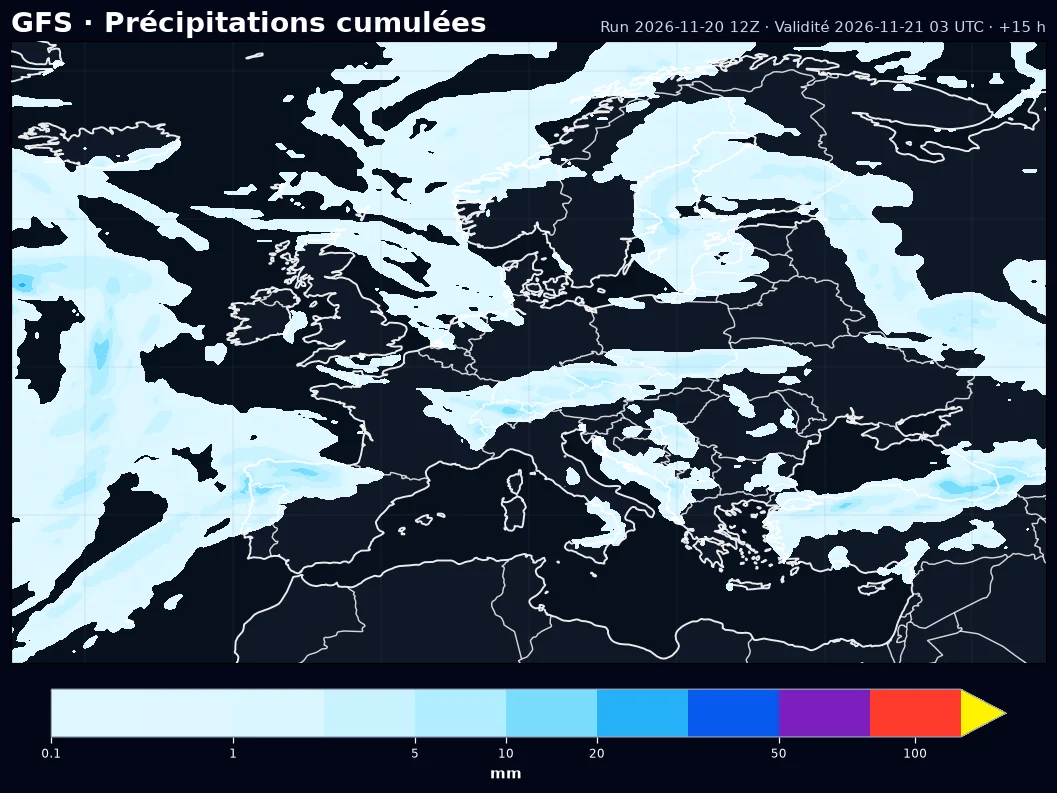 GFS · Précipitations cumulées
Run 2026-11-20 12Z · Validité 2026-11-21 03 UTC · +15 h
0.1 1 5 10 20 50 100
mm